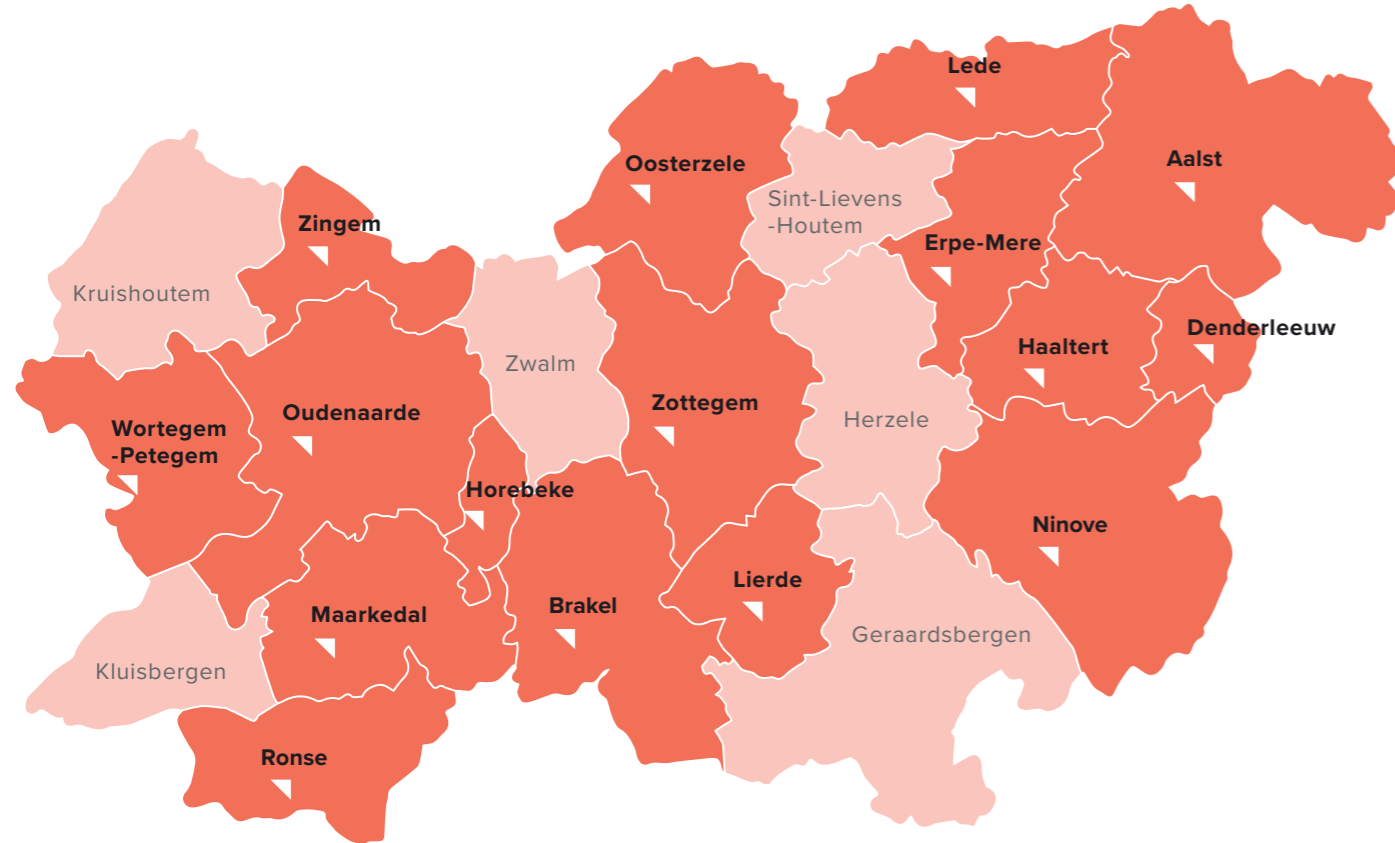 Lede
Aalst
Oosterzele
Sint-Lievens
-Houtem
Zingem
Erpe-Mere
Kruishoutem
Denderleeuw
Haaltert
Zwalm
Zottegem
Oudenaarde
Herzele
Wortegem
-Petegem
Horebeke
Ninove
Lierde
Brakel
Maarkedal
Geraardsbergen
Kluisbergen
Ronse